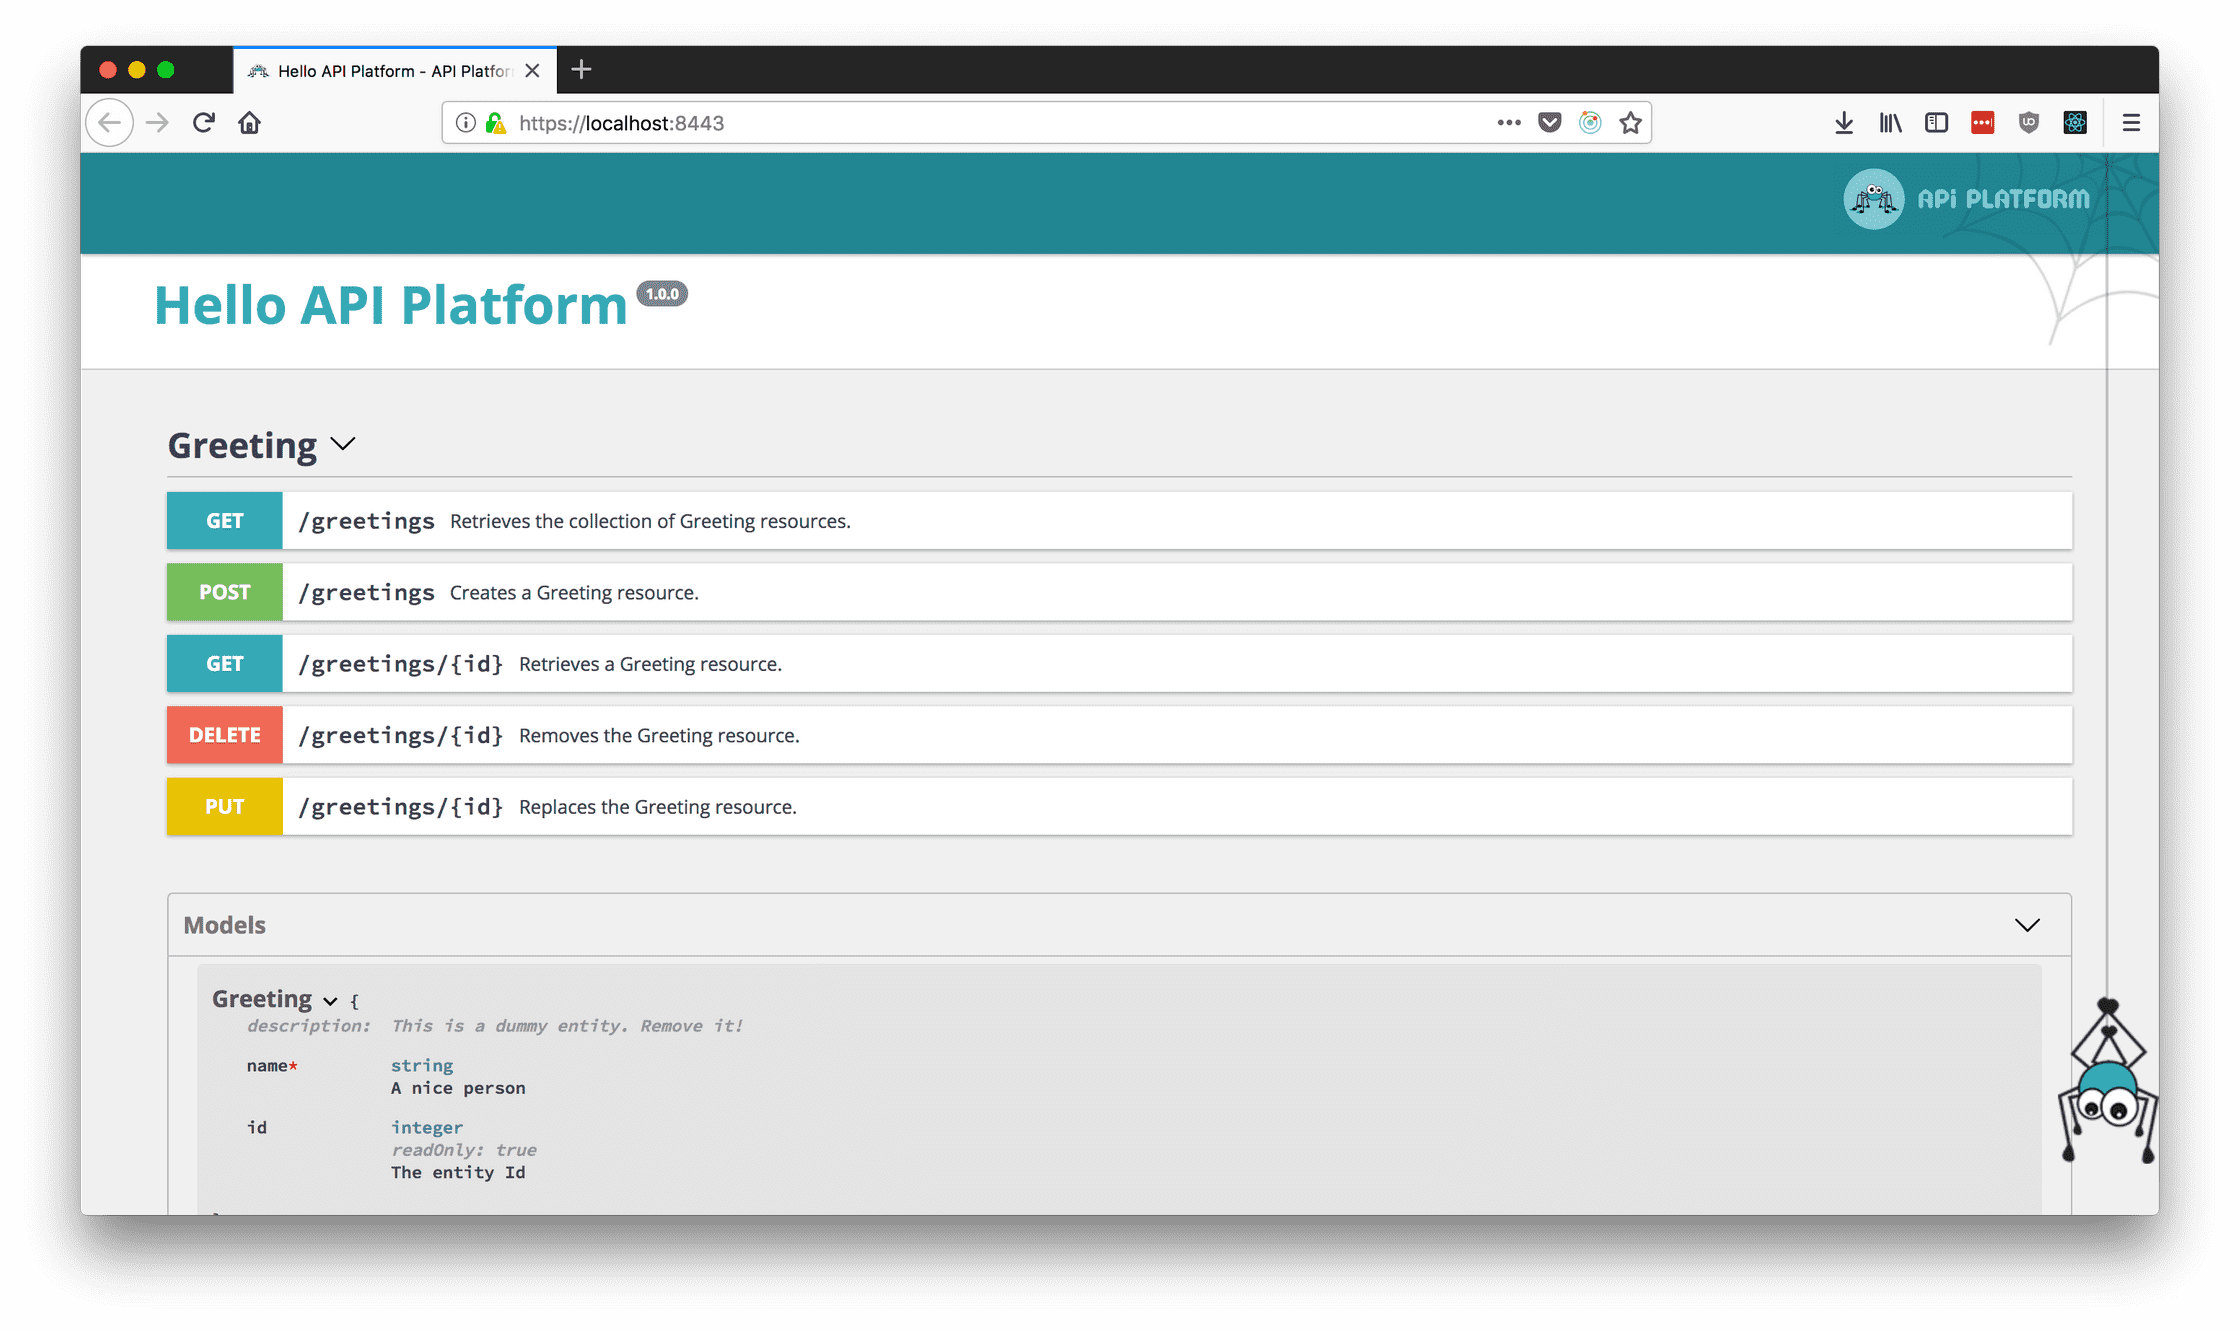 Hello API Platform - API Platfor
https://localhost:8443
APi PLATFORM
Hello API Platform 1.0.0
Greeting
GET /greetings Retrieves the collection of Greeting resources.
POST /greetings Creates a Greeting resource.
GET /greetings/{id} Retrieves a Greeting resource.
DELETE /greetings/{id} Removes the Greeting resource.
PUT /greetings/{id} Replaces the Greeting resource.
Models
Greeting {
description: This is a dummy entity. Remove it!
name* string
A nice person
id integer
readOnly: true
The entity Id